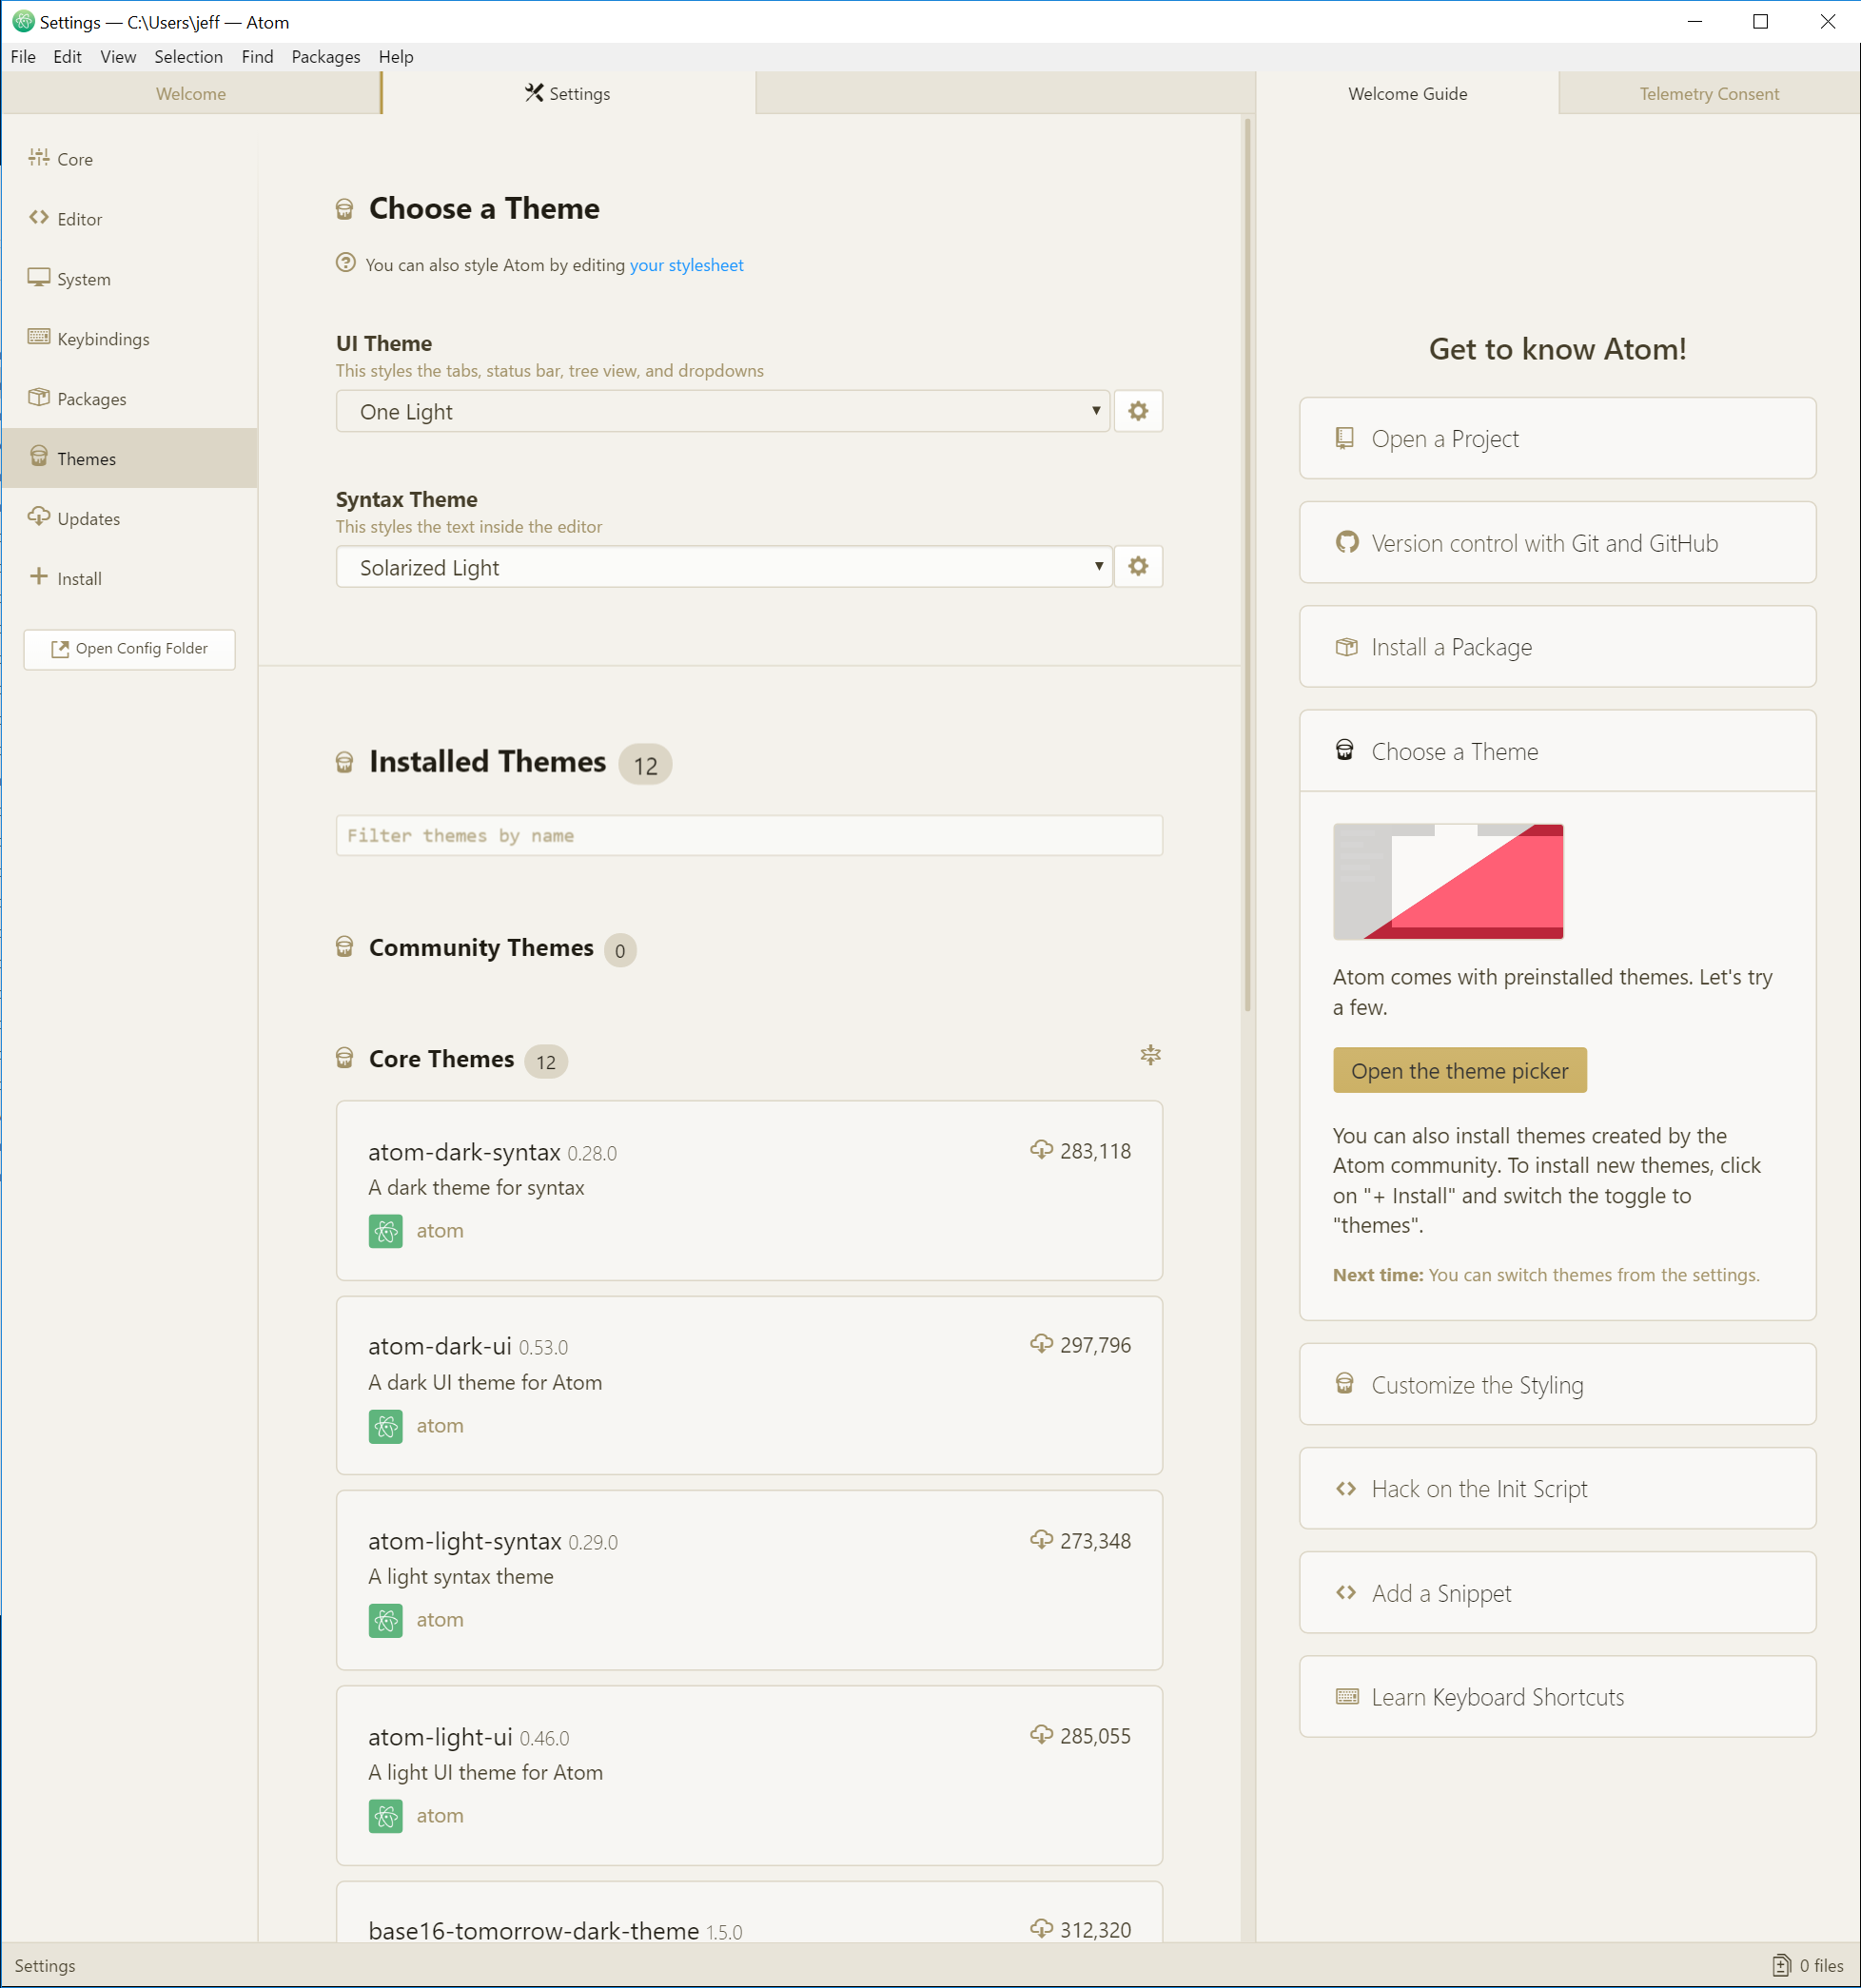 Settings — C:\Users\jeff — Atom
File Edit View Selection Find Packages Help
Welcome
Settings
Welcome Guide
Telemetry Consent
Core
Editor
System
Keybindings
Packages
Themes
Updates
Install
Open Config Folder
Choose a Theme
You can also style Atom by editing your stylesheet
UI Theme
This styles the tabs, status bar, tree view, and dropdowns
One Light
Syntax Theme
This styles the text inside the editor
Solarized Light
Installed Themes 12
Filter themes by name
Community Themes 0
Core Themes 12
atom-dark-syntax 0.28.0
283,118
A dark theme for syntax
atom
atom-dark-ui 0.53.0
297,796
A dark UI theme for Atom
atom
atom-light-syntax 0.29.0
273,348
A light syntax theme
atom
atom-light-ui 0.46.0
285,055
A light UI theme for Atom
atom
base16-tomorrow-dark-theme 1.5.0
312,320
Get to know Atom!
Open a Project
Version control with Git and GitHub
Install a Package
Choose a Theme
Atom comes with preinstalled themes. Let's try
a few.
Open the theme picker
You can also install themes created by the
Atom community. To install new themes, click
on "+ Install" and switch the toggle to
"themes".
Next time: You can switch themes from the settings.
Customize the Styling
Hack on the Init Script
Add a Snippet
Learn Keyboard Shortcuts
Settings
0 files